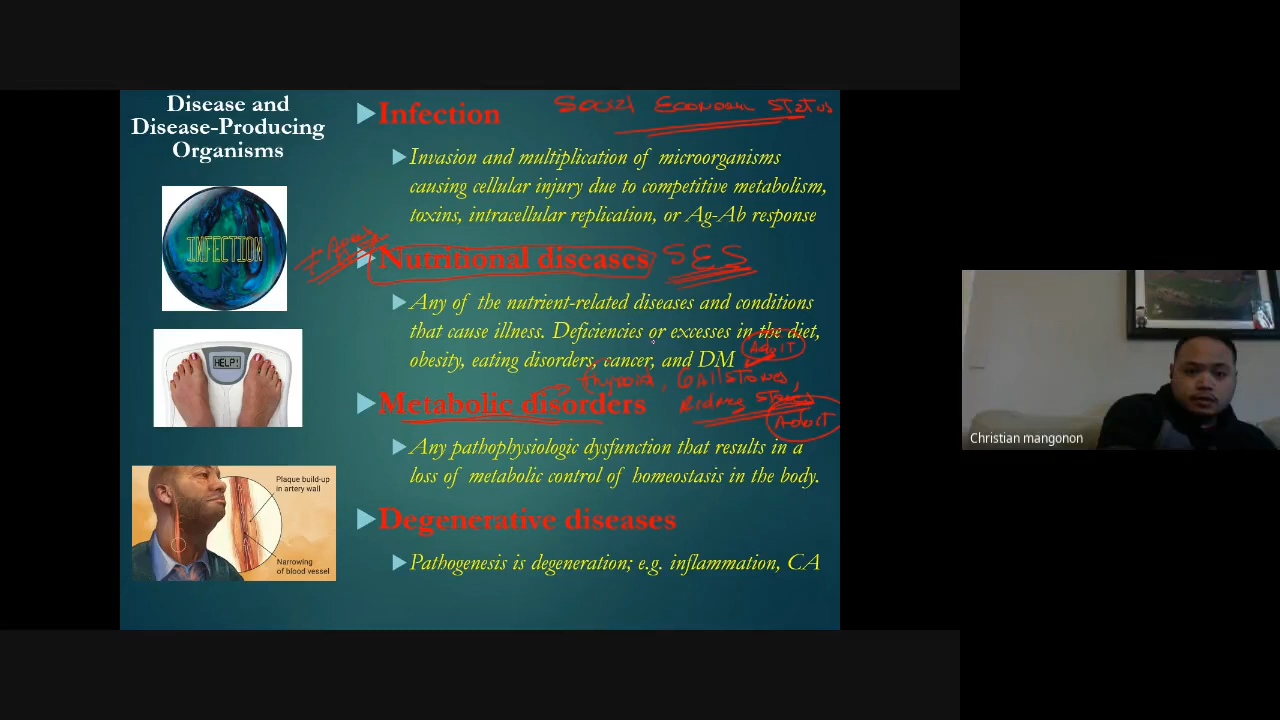 Disease and
Disease-Producing
Organisms
INFECTION
HELP!
Plaque build-up
in artery wall
Narrowing
of blood vessel
Infection
Social Economic Status
Invasion and multiplication of microorganisms
causing cellular injury due to competitive metabolism,
toxins, intracellular replication, or Ag-Ab response
Nutritional diseases SES
Any of the nutrient-related diseases and conditions
that cause illness. Deficiencies or excesses in the diet,
obesity, eating disorders, cancer, and DM Adult
thyroid, GAllstones,
Metabolic disorders Kidney stones
Adult
Any pathophysiologic dysfunction that results in a
loss of metabolic control of homeostasis in the body.
Degenerative diseases
Pathogenesis is degeneration; e.g. inflammation, CA
Christian mangonon